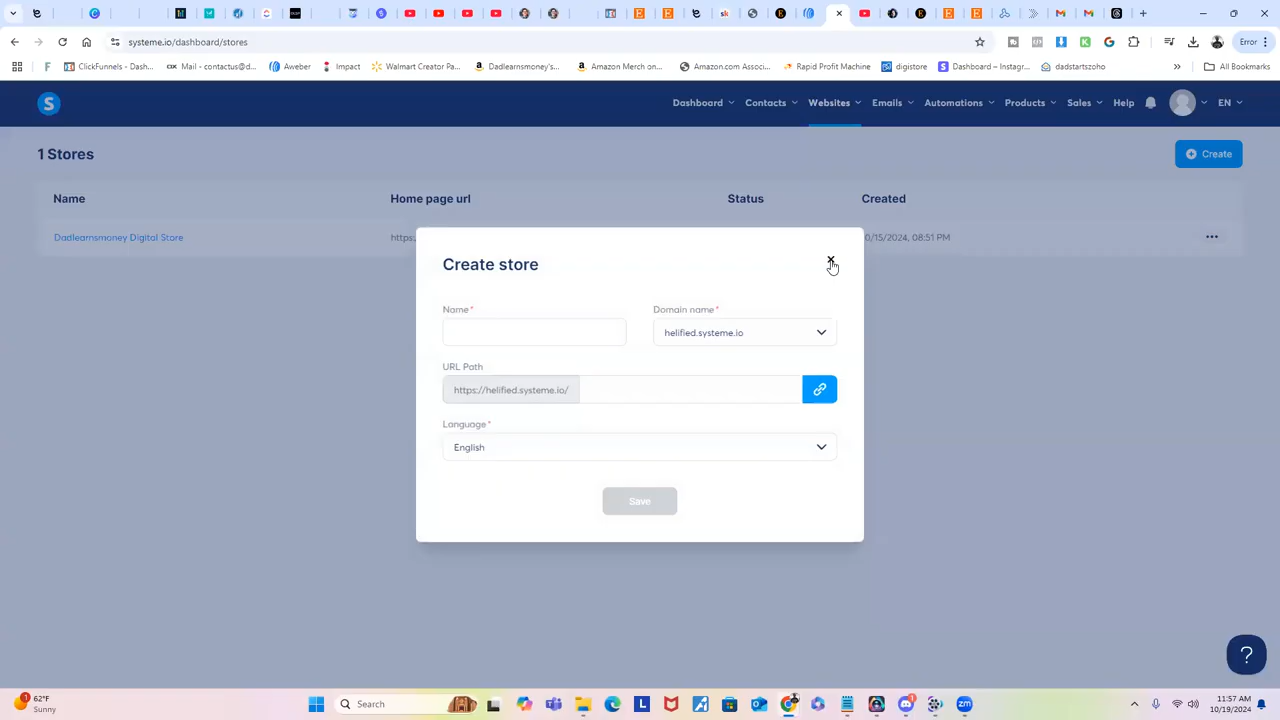 systeme.io/dashboard/stores
Error
F
ClickFunnels - Dash...
Mail - contactus@d...
Aweber
Impact
Walmart Creator Pa...
Dadlearnsmoney's...
Amazon Merch on...
Amazon.com: Associ...
Rapid Profit Machine
digistore
Dashboard – Instagr...
dadstartszoho
All Bookmarks
S
Dashboard
Contacts
Websites
Emails
Automations
Products
Sales
Help
EN
1 Stores
Create
Name
Home page url
Status
Created
Dadlearnsmoney Digital Store
https:
0/15/2024, 08:51 PM
Create store
Name*
Domain name*
helified.systeme.io
URL Path
https://helified.systeme.io/
Language*
English
Save
?
62°F
Sunny
Search
11:57 AM
10/19/2024